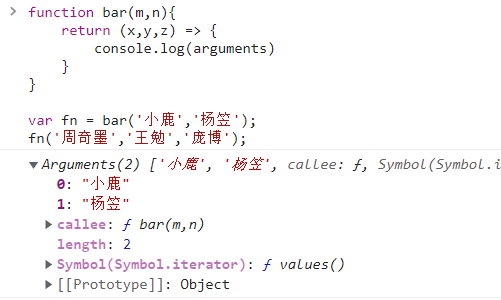 function bar(m,n){
return (x,y,z) => {
console.log(arguments)
}
}
var fn = bar('小鹿','杨笠');
fn('周奇墨','王勉','庞博');
Arguments(2) ['小鹿', '杨笠', callee: ƒ, Symbol(Symbol.i
0: "小鹿"
1: "杨笠"
callee: ƒ bar(m,n)
length: 2
Symbol(Symbol.iterator): ƒ values()
[[Prototype]]: Object